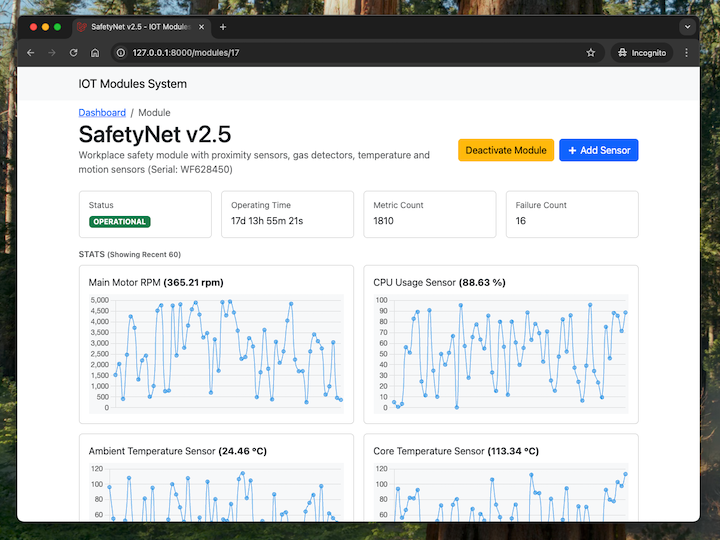 SafetyNet v2.5 - IOT Modules
127.0.0.1:8000/modules/17
Incognito
IOT Modules System
Dashboard / Module
SafetyNet v2.5
Workplace safety module with proximity sensors, gas detectors, temperature and
motion sensors (Serial: WF628450)
Deactivate Module
+ Add Sensor
Status
OPERATIONAL
Operating Time
17d 13h 55m 21s
Metric Count
1810
Failure Count
16
STATS (Showing Recent 60)
Main Motor RPM (365.21 rpm)
5,000
4,500
4,000
3,500
3,000
2,500
2,000
1,500
1,000
500
0
CPU Usage Sensor (88.63 %)
100
90
80
70
60
50
40
30
20
10
0
Ambient Temperature Sensor (24.46 °C)
120
100
80
60
Core Temperature Sensor (113.34 °C)
120
100
80
60